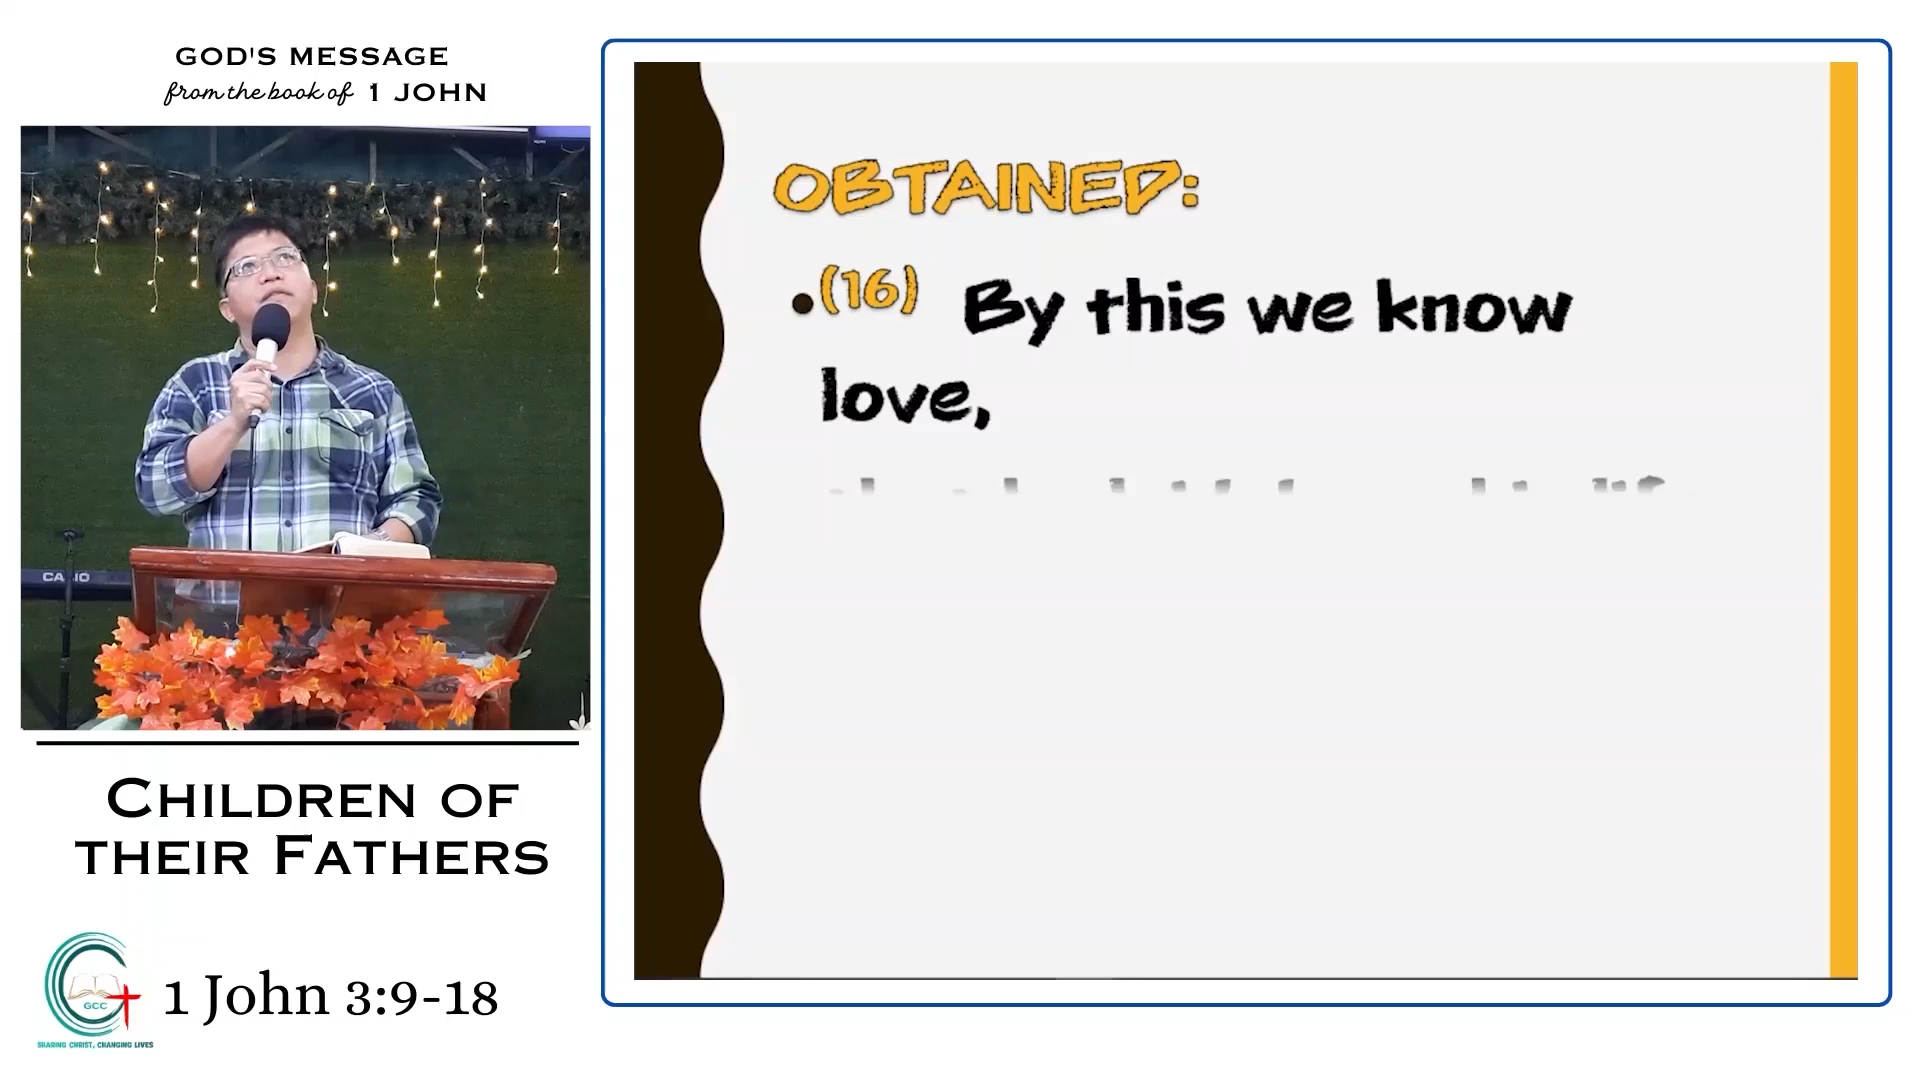 GOD'S MESSAGE
from the book of 1 JOHN
CASIO
CHILDREN OF
THEIR FATHERS
GCC
SHARING CHRIST, CHANGING LIVES
1 John 3:9-18
OBTAINED:
•(16) By this we know
love,